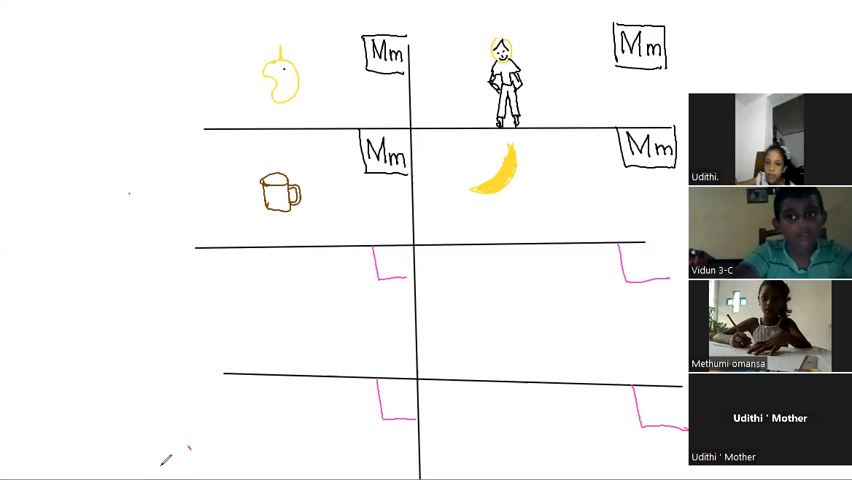 Mm
Mm
Mm
Mm
Udithi.
Vidun 3-C
Methumi omansa
Udithi ' Mother
Udithi ' Mother